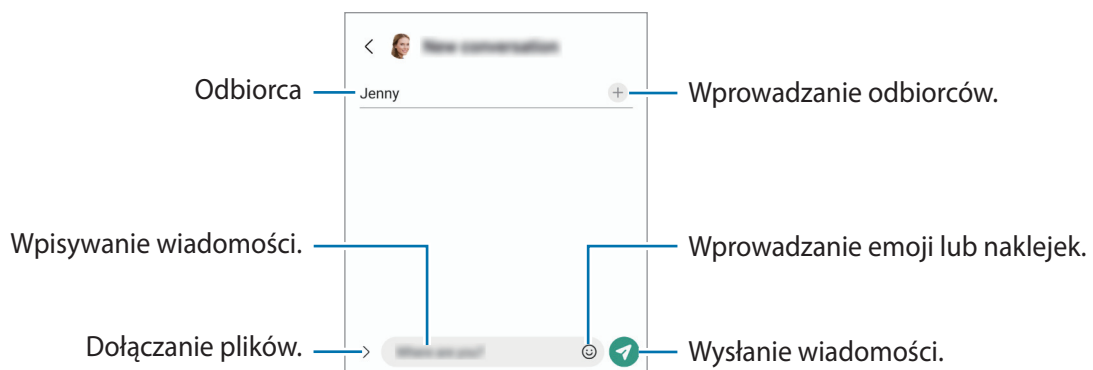 Odbiorca
Jenny
Wprowadzanie odbiorców.
Wpisywanie wiadomości.
Wprowadzanie emoji lub naklejek.
Dołączanie plików.
Wysłanie wiadomości.